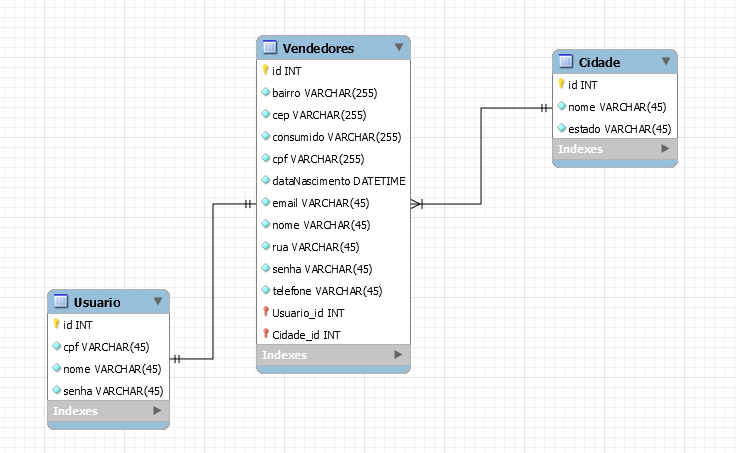 Vendedores
id INT
bairro VARCHAR(255)
cep VARCHAR(255)
consumido VARCHAR(255)
cpf VARCHAR(255)
dataNascimento DATETIME
email VARCHAR(45)
nome VARCHAR(45)
rua VARCHAR(45)
senha VARCHAR(45)
telefone VARCHAR(45)
Usuario_id INT
Cidade_id INT
Indexes
Cidade
id INT
nome VARCHAR(45)
estado VARCHAR(45)
Indexes
Usuario
id INT
cpf VARCHAR(45)
nome VARCHAR(45)
senha VARCHAR(45)
Indexes